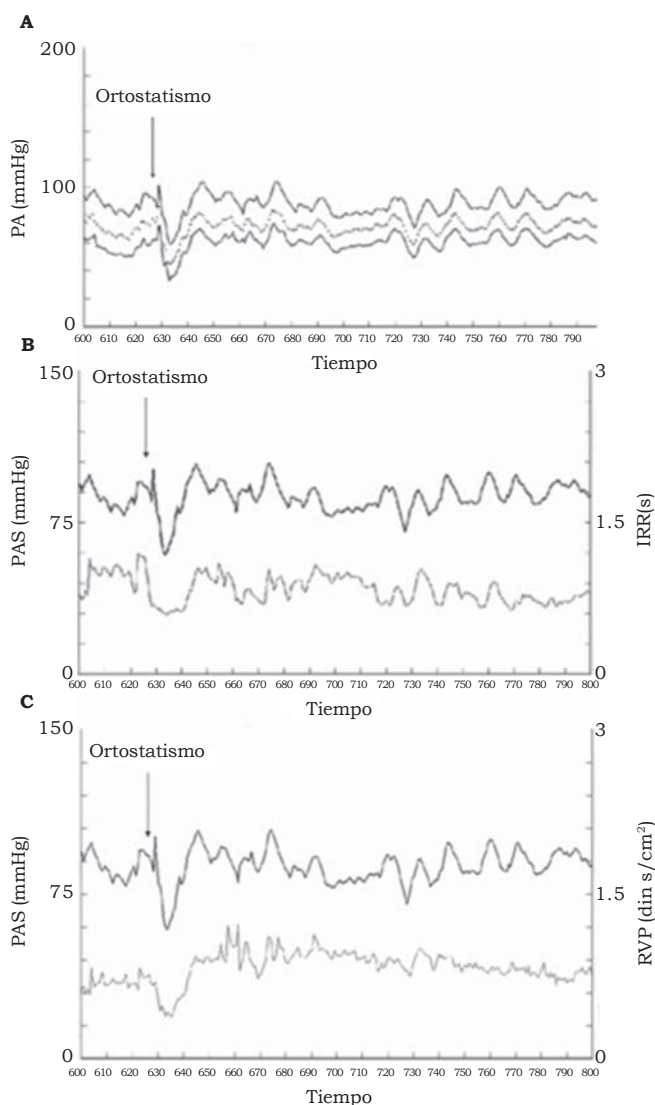 A
200
Ortostatismo
PA (mmHg)
100
0
600 610 620 630 640 650 660 670 680 690 700 710 720 730 740 750 760 770 780 790
Tiempo
B
150
3
Ortostatismo
PAS (mmHg)
75
1.5
IRR(s)
0
0
600 610 620 630 640 650 660 670 680 690 700 710 720 730 740 750 760 770 780 790 800
Tiempo
C
150
3
Ortostatismo
PAS (mmHg)
75
1.5
RVP (din s/cm²)
0
0
600 610 620 630 640 650 660 670 680 690 700 710 720 730 740 750 760 770 780 790 800
Tiempo